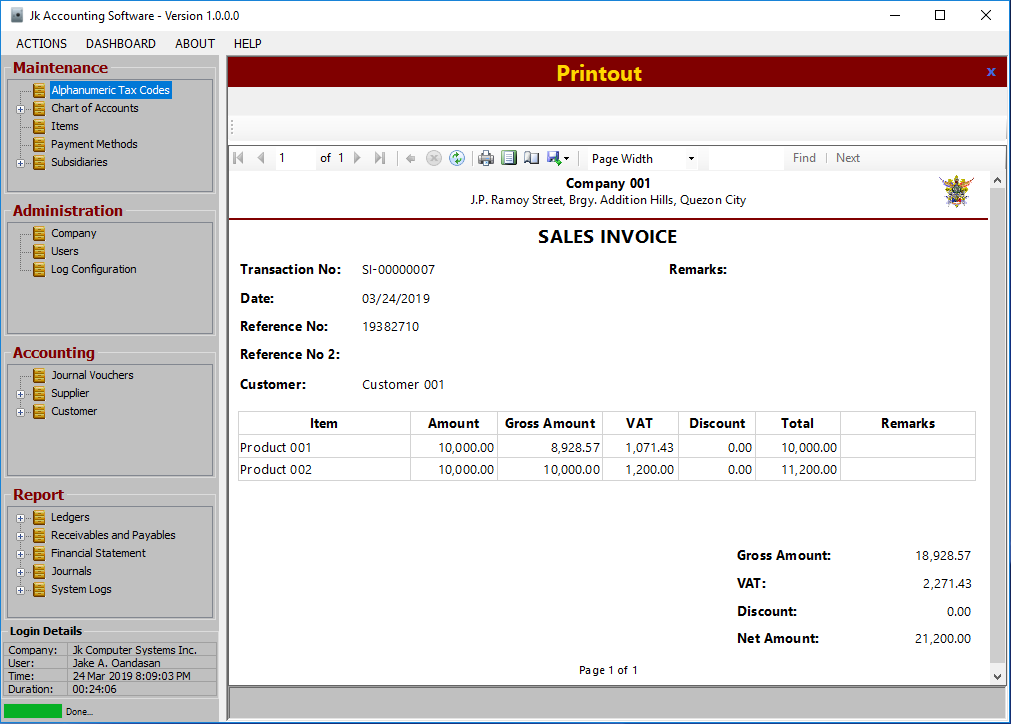 Jk Accounting Software - Version 1.0.0.0
ACTIONS DASHBOARD ABOUT HELP
Maintenance
Alphanumeric Tax Codes
Chart of Accounts
Items
Payment Methods
Subsidiaries
Administration
Company
Users
Log Configuration
Accounting
Journal Vouchers
Supplier
Customer
Report
Ledgers
Receivables and Payables
Financial Statement
Journals
System Logs
Login Details
Company: Jk Computer Systems Inc.
User: Jake A. Oandasan
Time: 24 Mar 2019 8:09:03 PM
Duration: 00:24:06
Done...
Printout x
1 of 1 Page Width Find | Next
Company 001
J.P. Ramoy Street, Brgy. Addition Hills, Quezon City
SALES INVOICE
Transaction No: SI-00000007 Remarks:
Date: 03/24/2019
Reference No: 19382710
Reference No 2:
Customer: Customer 001
Item Amount Gross Amount VAT Discount Total Remarks
Product 001 10,000.00 8,928.57 1,071.43 0.00 10,000.00
Product 002 10,000.00 10,000.00 1,200.00 0.00 11,200.00
Gross Amount: 18,928.57
VAT: 2,271.43
Discount: 0.00
Net Amount: 21,200.00
Page 1 of 1